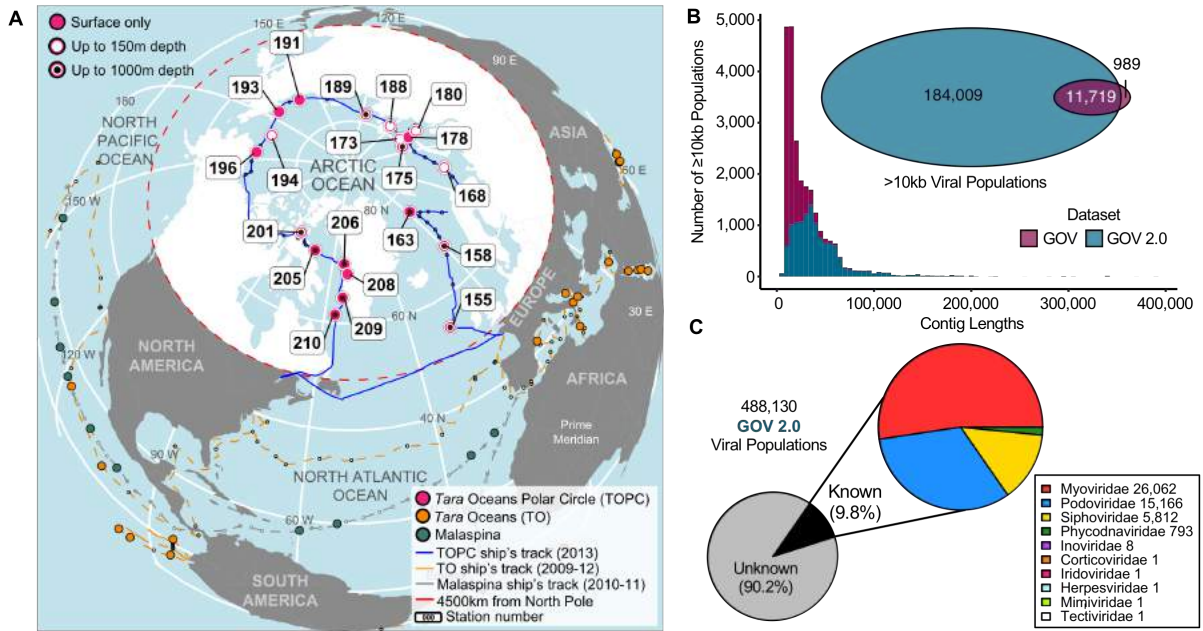 A
Surface only
Up to 150m depth
Up to 1000m depth
150 E
120 E
90 E
60 E
30 E
180
150 W
120 W
90 W
60 W
80 N
60 N
40 N
NORTH
PACIFIC
OCEAN
ARCTIC
OCEAN
ASIA
EUROPE
AFRICA
Prime
Meridian
NORTH
AMERICA
NORTH ATLANTIC
OCEAN
SOUTH
AMERICA
191
193
189
188
180
173
178
196
194
175
168
201
206
163
158
205
208
155
209
210
Tara Oceans Polar Circle (TOPC)
Tara Oceans (TO)
Malaspina
TOPC ship's track (2013)
TO ship's track (2009-12)
Malaspina ship's track (2010-11)
4500km from North Pole
000 Station number
B
Number of ≥10kb Populations
5,000
4,000
3,000
2,000
1,000
0
0
100,000
200,000
300,000
400,000
Contig Lengths
184,009
11,719
989
>10kb Viral Populations
Dataset
GOV
GOV 2.0
C
488,130
GOV 2.0
Viral Populations
Known
(9.8%)
Unknown
(90.2%)
Myoviridae 26,062
Podoviridae 15,166
Siphoviridae 5,812
Phycodnaviridae 793
Inoviridae 8
Corticoviridae 1
Iridoviridae 1
Herpesviridae 1
Mimiviridae 1
Tectiviridae 1